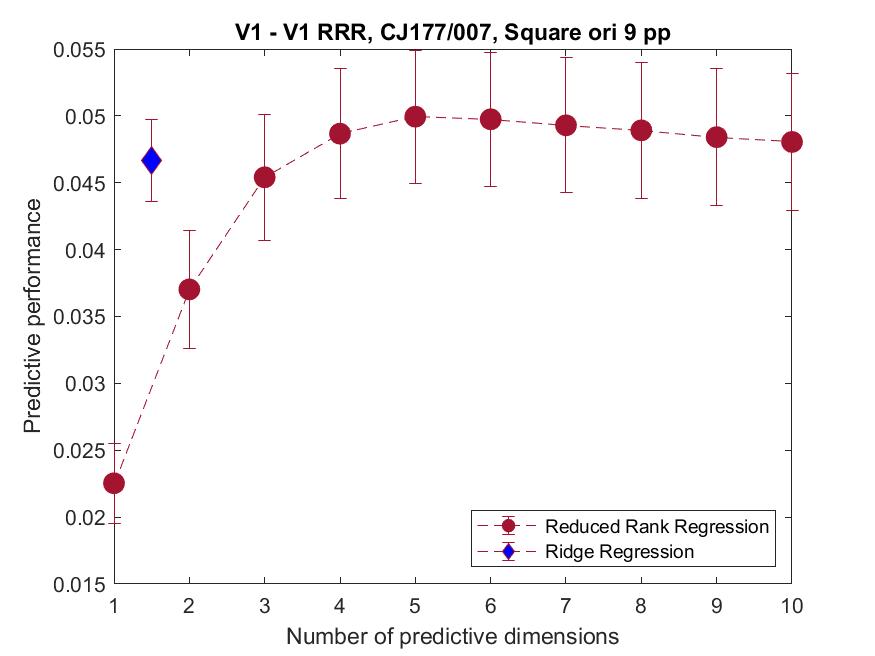 V1 - V1 RRR, CJ177/007, Square ori 9 pp
0.055
0.05
0.045
0.04
0.035
0.03
0.025
0.02
0.015
Predictive performance
1 2 3 4 5 6 7 8 9 10
Number of predictive dimensions
Reduced Rank Regression
Ridge Regression